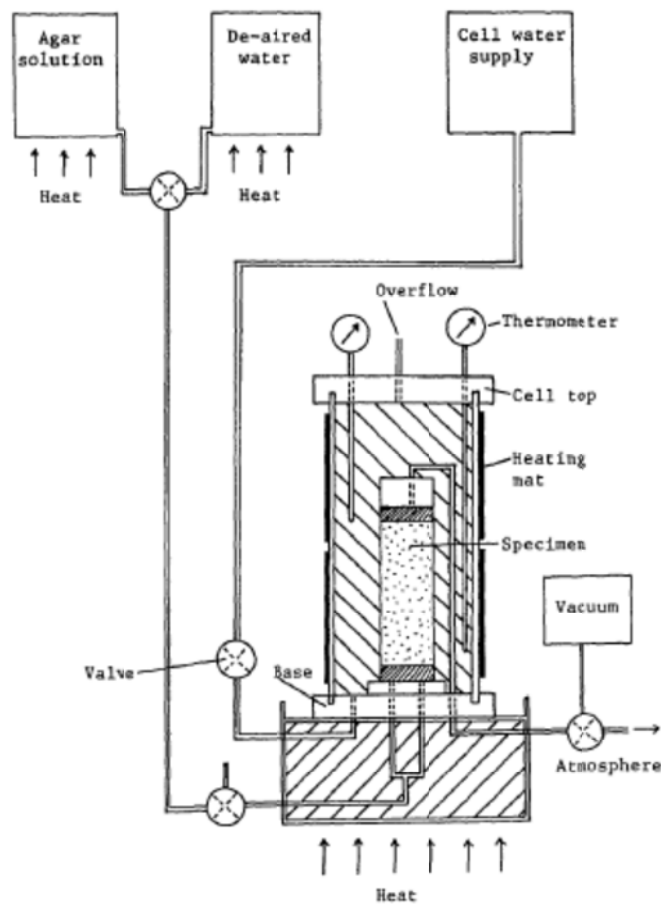 Agar
solution
De-aired
water
Cell water
supply
Heat
Heat
Overflow
Thermometer
Cell top
Heating
mat
Specimen
Vacuum
Valve
Base
Atmosphere
Heat